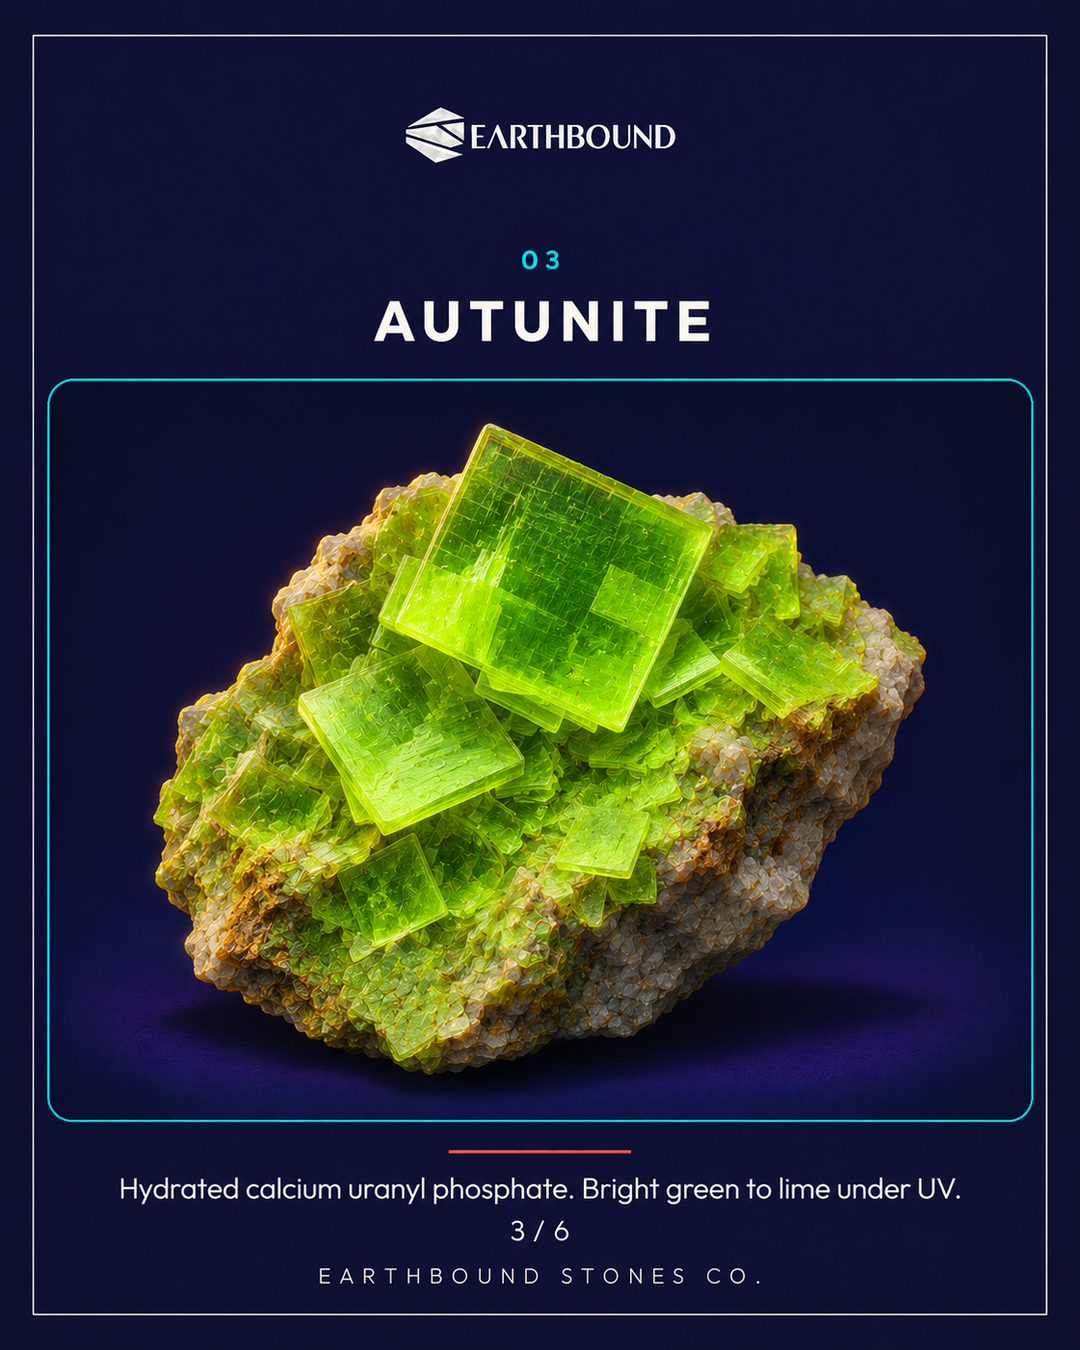 EARTHBOUND
03
AUTUNITE
Hydrated calcium uranyl phosphate. Bright green to lime under UV.
3 / 6
EARTHBOUND STONES CO.